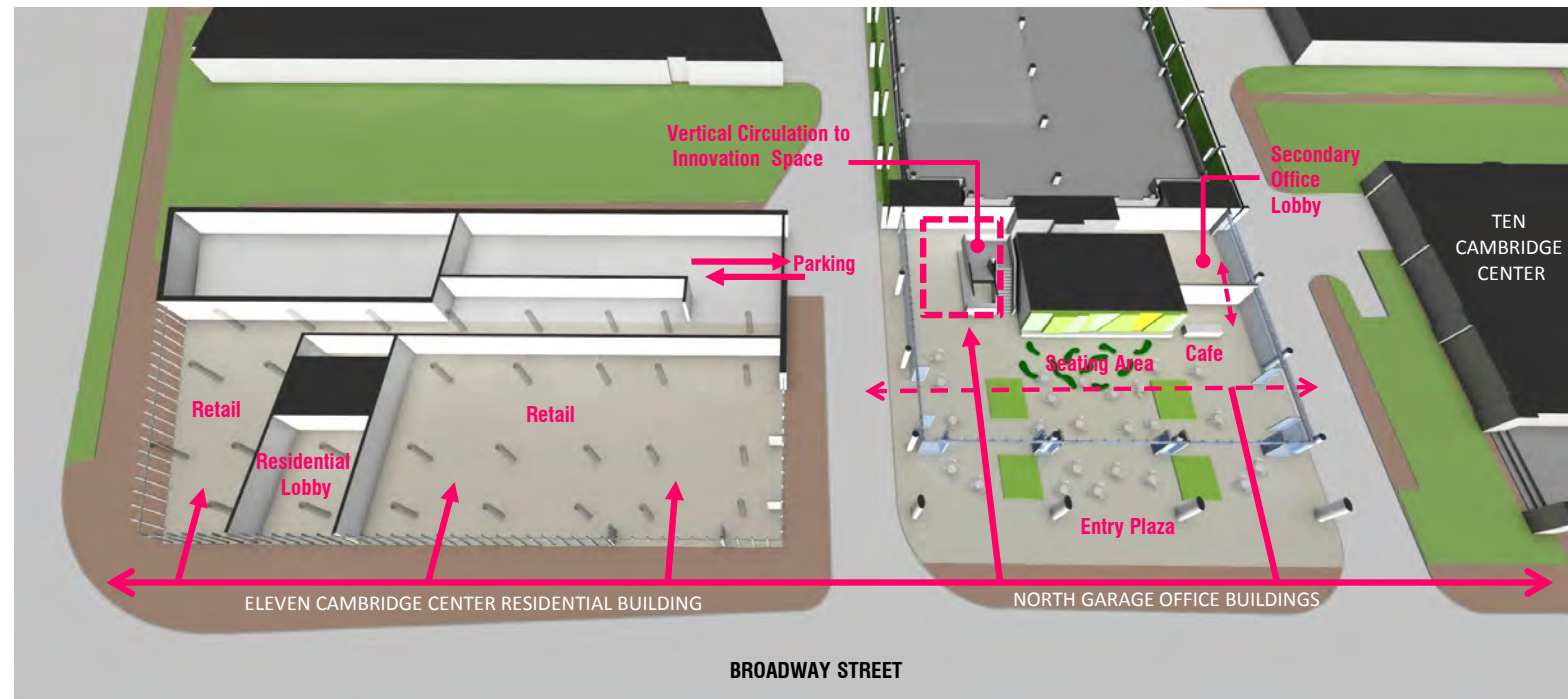 Vertical Circulation to
Innovation Space
Secondary
Office
Lobby
TEN
CAMBRIDGE
CENTER
Parking
Seating Area
Cafe
Retail
Retail
Residential
Lobby
Entry Plaza
ELEVEN CAMBRIDGE CENTER RESIDENTIAL BUILDING
NORTH GARAGE OFFICE BUILDINGS
BROADWAY STREET